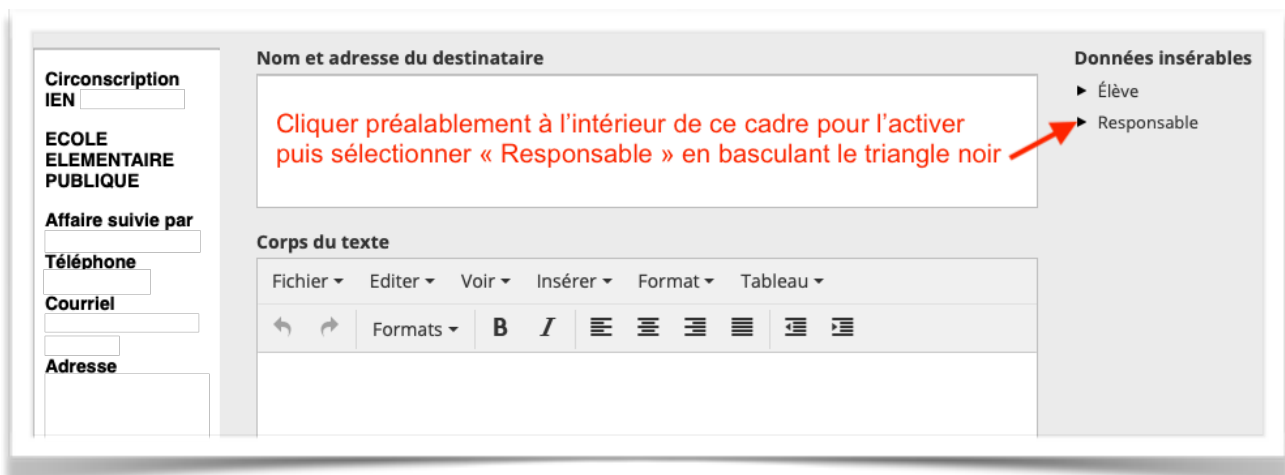 Circonscription
IEN
ECOLE
ELEMENTAIRE
PUBLIQUE
Affaire suivie par
Téléphone
Courriel
Adresse
Nom et adresse du destinataire
Cliquer préalablement à l’intérieur de ce cadre pour l’activer
puis sélectionner « Responsable » en basculant le triangle noir
Corps du texte
Fichier Editer Voir Insérer Format Tableau
Formats B I
Données insérables
Élève
Responsable